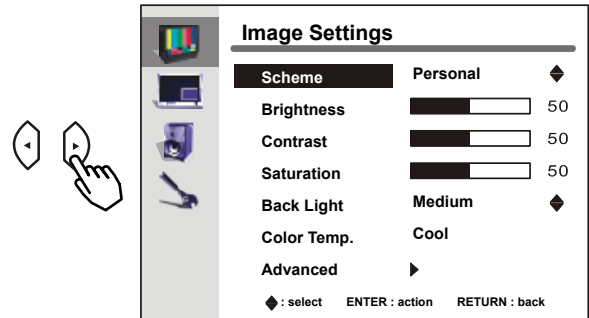 Image Settings
Scheme Personal
Brightness 50
Contrast 50
Saturation 50
Back Light Medium
Color Temp. Cool
Advanced
: select ENTER : action RETURN : back